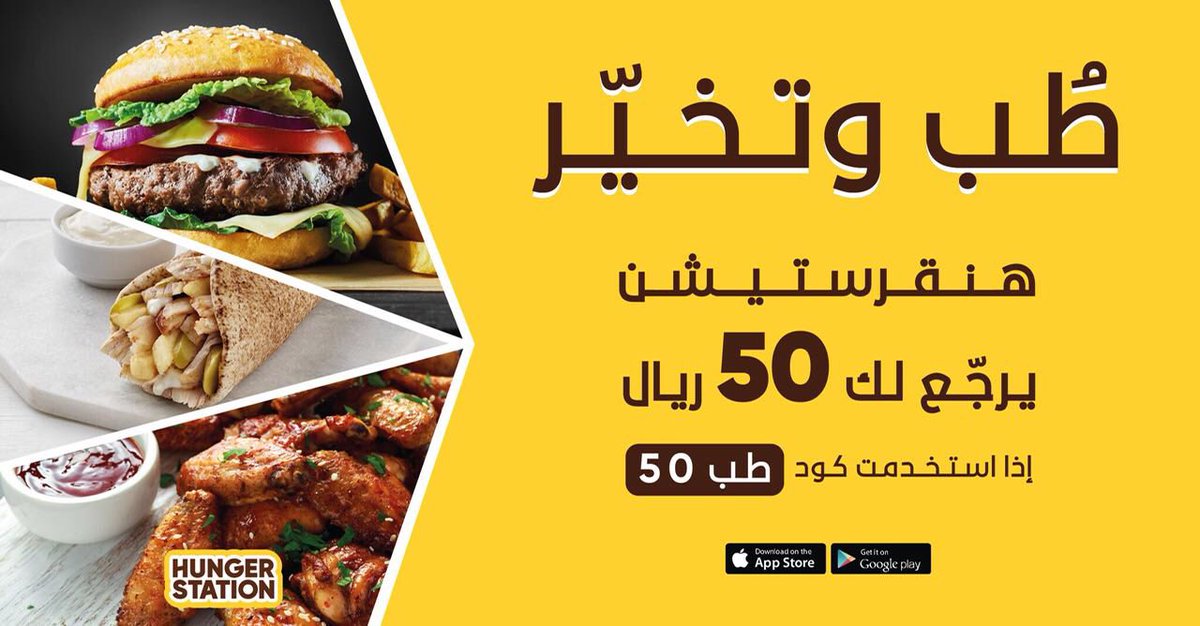 طُب وتخيّر
هنقرستيشن
يرجّع لك 50 ريال
إذا استخدمت كود طب 50
Download on the
App Store
Get it on
Google play
HUNGER
STATION